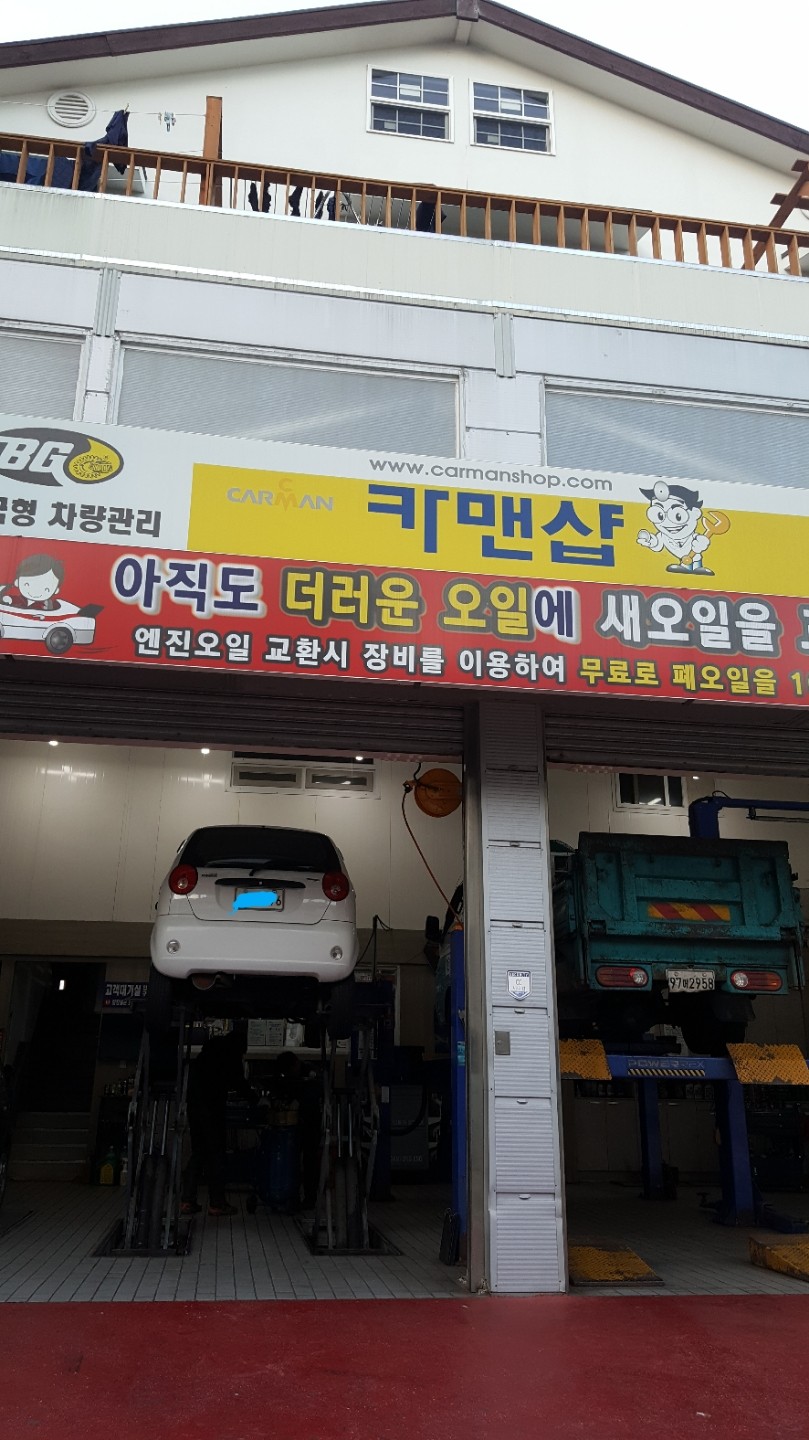 BG
www.carmanshop.com
CARMAN 카맨샵
형 차량관리
아직도 더러운 오일에 새오일을
엔진오일 교환시 장비를 이용하여 무료로 폐오일을 1
고객대기실
97머2958
POWER